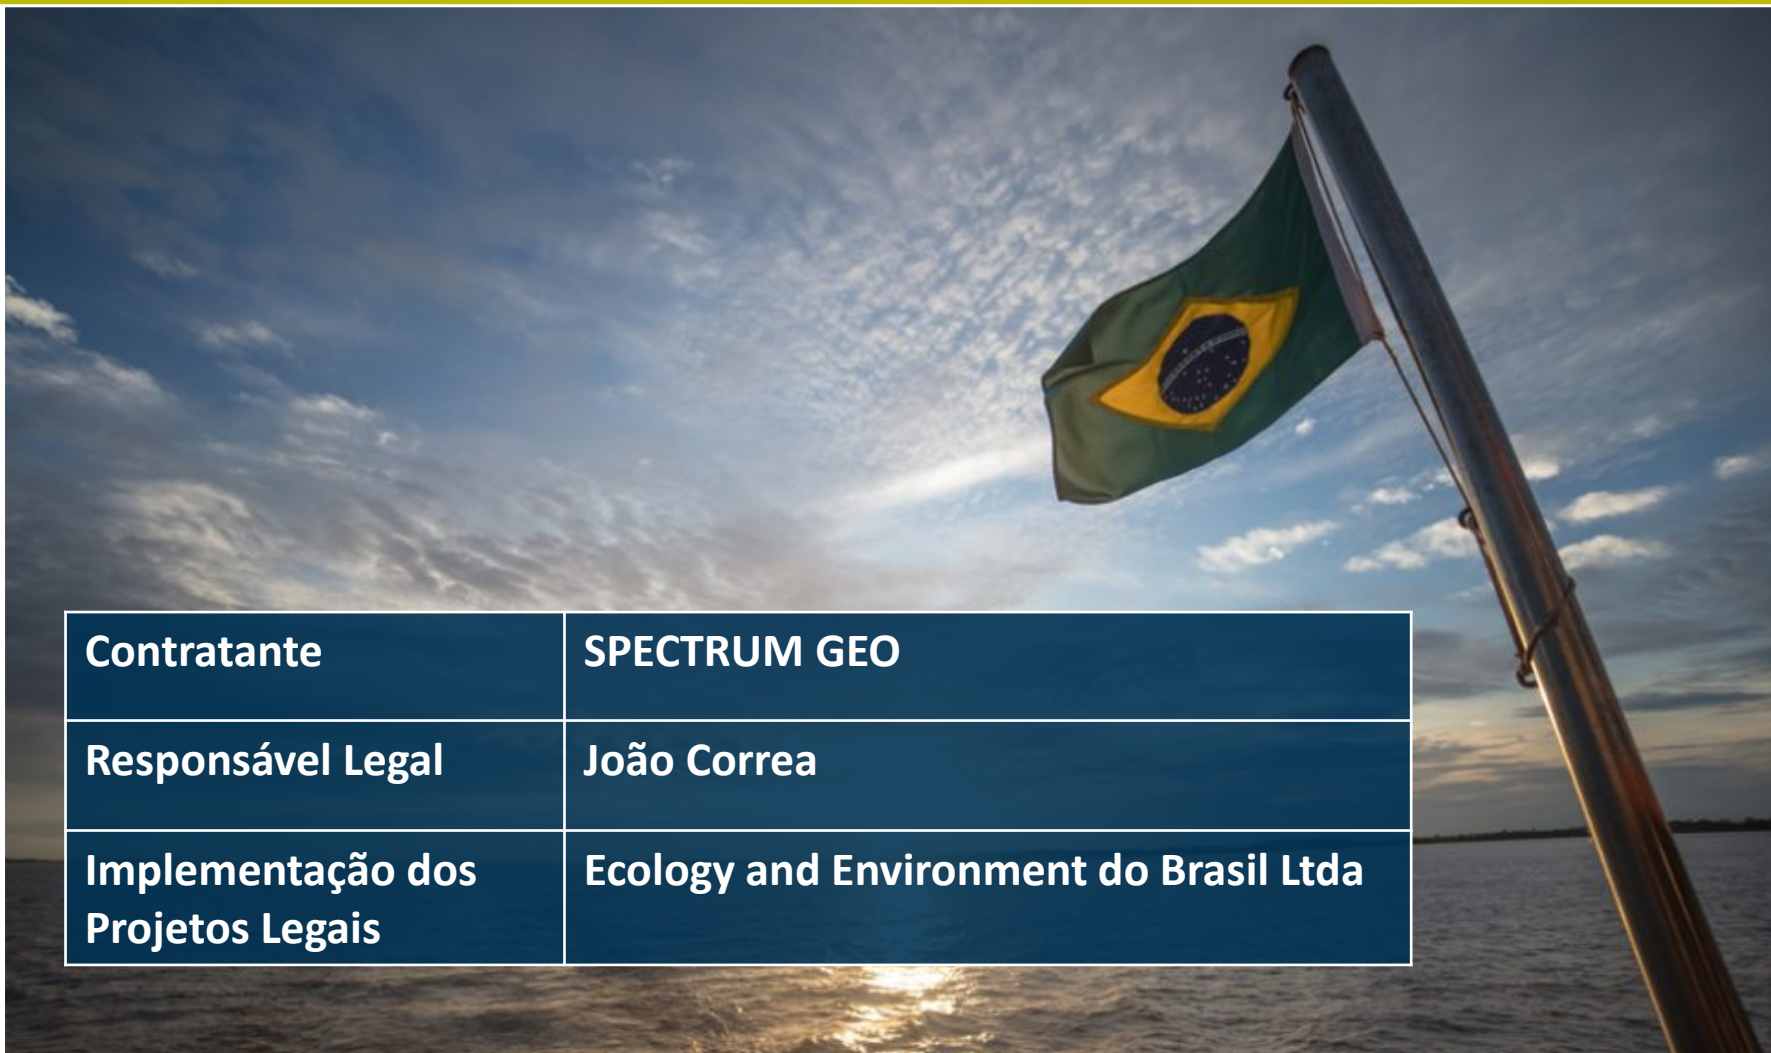 Contratante SPECTRUM GEO
Responsável Legal João Correa
Implementação dos Ecology and Environment do Brasil Ltda
Projetos Legais